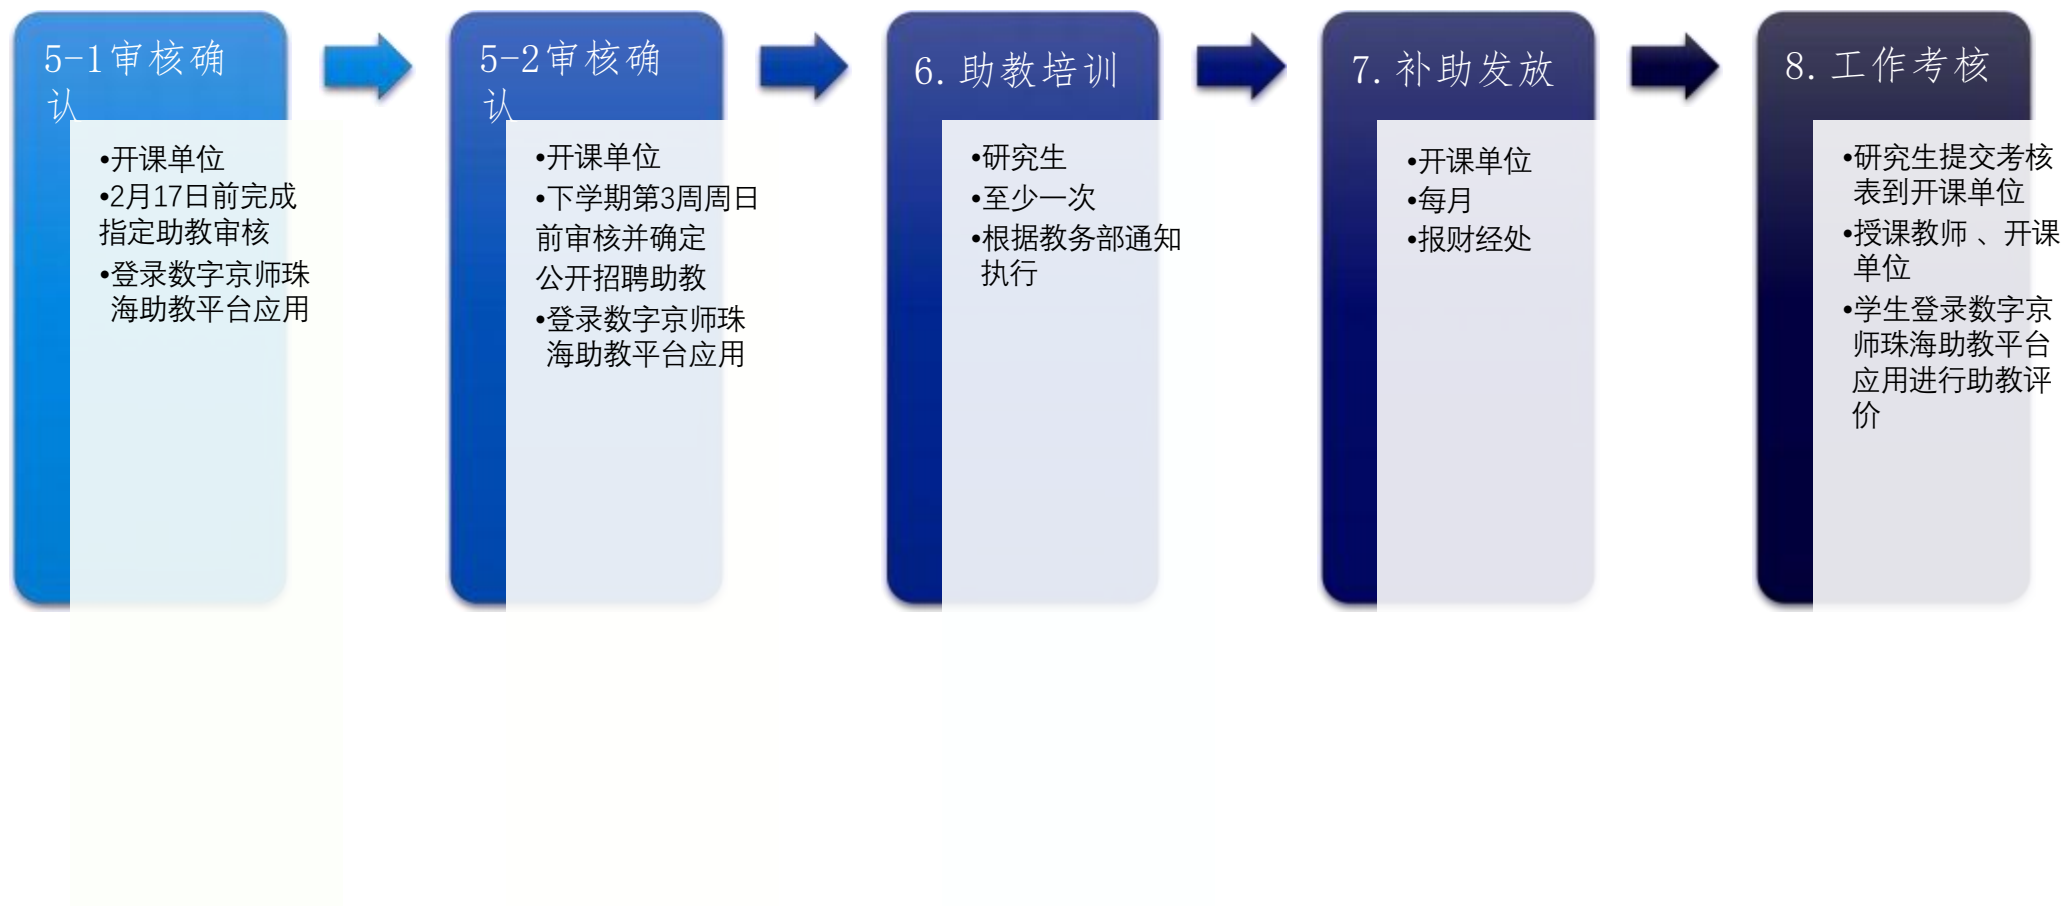 5-1审核确
认
•开课单位
•2月17日前完成
指定助教审核
•登录数字京师珠
海助教平台应用
5-2审核确
认
•开课单位
•下学期第3周周日
前审核并确定
公开招聘助教
•登录数字京师珠
海助教平台应用
6.助教培训
•研究生
•至少一次
•根据教务部通知
执行
7.补助发放
•开课单位
•每月
•报财经处
8.工作考核
•研究生提交考核
表到开课单位
•授课教师、开课
单位
•学生登录数字京
师珠海助教平台
应用进行助教评
价